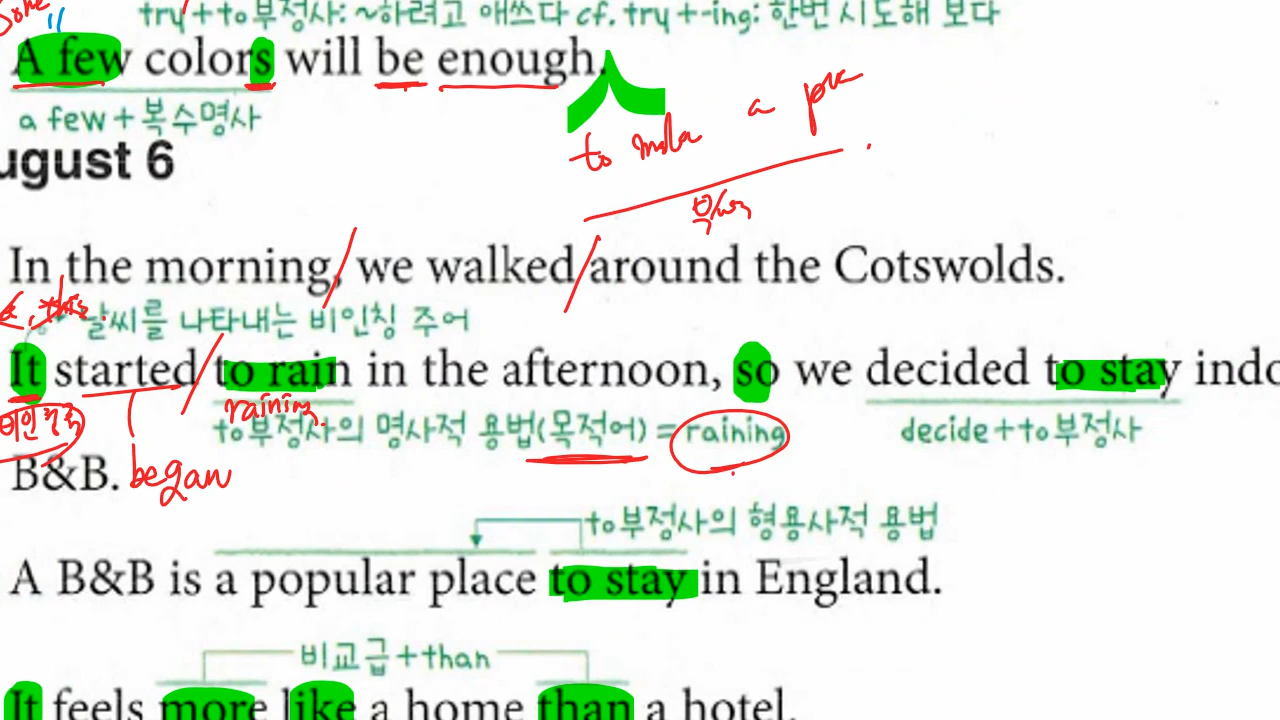 try+to부정사: ~하려고 애쓰다 cf. try+-ing: 한번 시도해 보다
A few colors will be enough.
a few+복수명사
to a
ugust 6
In the morning, we walked around the Cotswolds.
날씨를 나타내는 비인칭 주어
It started to rain in the afternoon, so we decided to stay indo
raining
to부정사의 명사적 용법(목적어) = raining
decide+to부정사
B&B. began
to부정사의 형용사적 용법
A B&B is a popular place to stay in England.
비교급+than
It feels more like a home than a hotel.